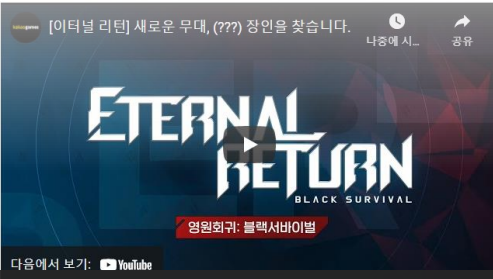 [이터널 리턴] 새로운 무대, (???) 장인을 찾습니다.
나중에 시...
공유
ETERNAL
RETURN
BLACK SURVIVAL
영원회귀: 블랙서바이벌
다음에서 보기: YouTube